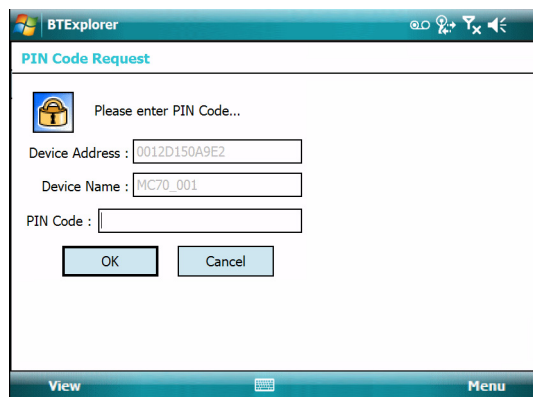 BTExplorer
PIN Code Request
Please enter PIN Code...
Device Address : 0012D150A9E2
Device Name : MC70_001
PIN Code :
OK Cancel
View Menu